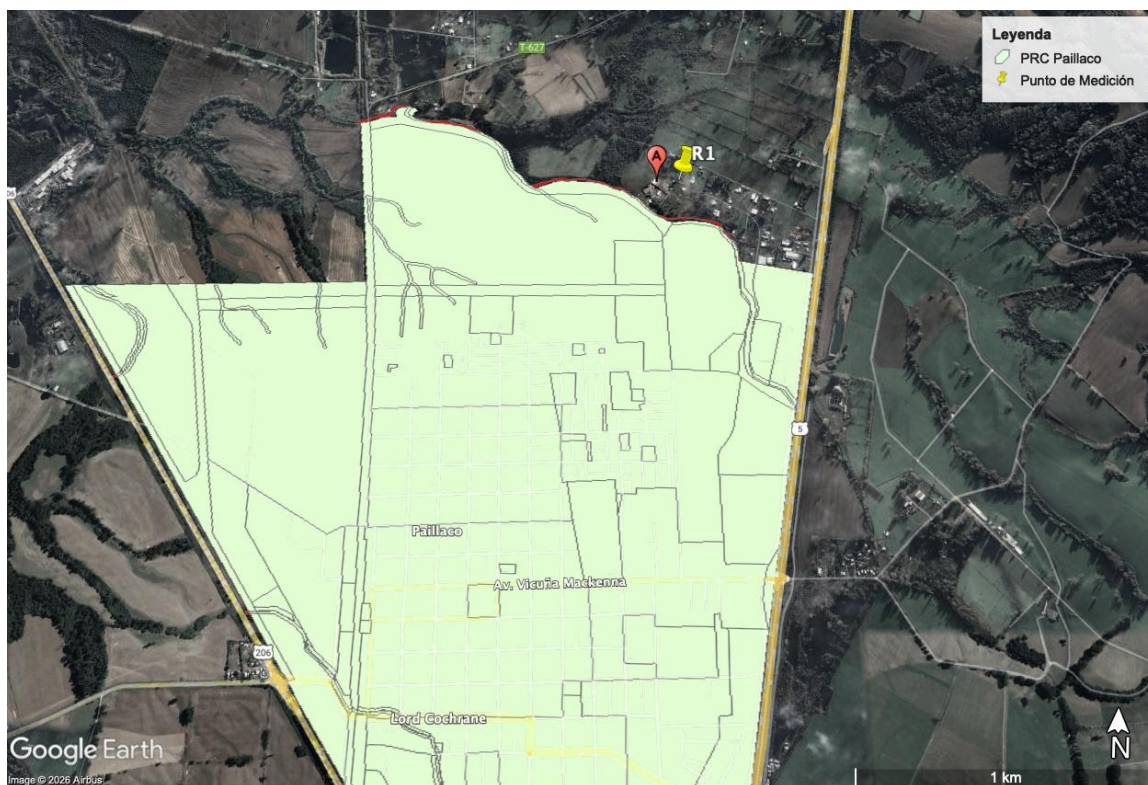 Leyenda
PRC Paillaco
Punto de Medición
T-627
A
R1
06
5
Paillaco
Av. Vicuña Mackenna
206
Lord Cochrane
Google Earth
Image © 2026 Airbus
N
1 km